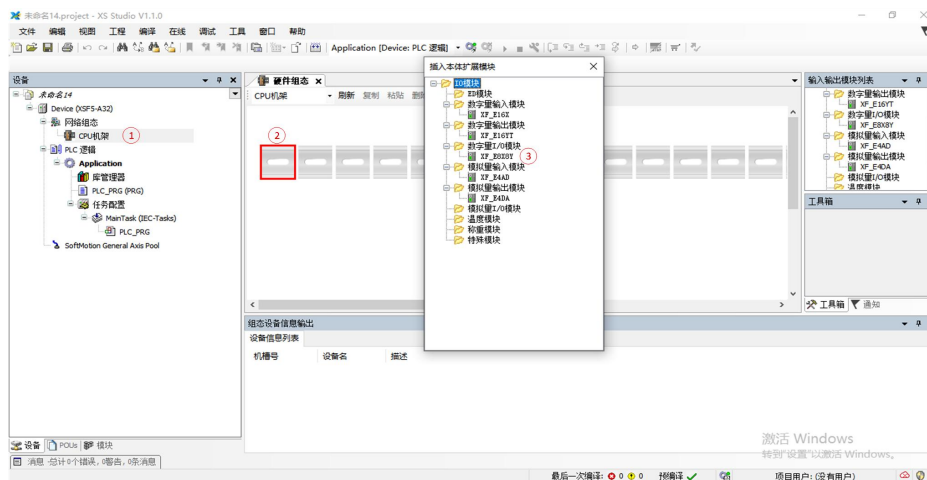 未命名14.project - XS Studio V1.1.0
文件 编辑 视图 工程 编译 在线 调试 工具 窗口 帮助
Application [Device: PLC 逻辑]
设备
未命名14
Device (XSF5-A32)
网络组态
CPU机架
①
PLC 逻辑
Application
库管理器
PLC_PRG (PRG)
任务配置
MainTask (IEC-Tasks)
PLC_PRG
SoftMotion General Axis Pool
设备 POUs 模块
硬件组态
CPU机架 刷新 复制 粘贴
②
插入本体扩展模块
IO模块
ED模块
数字量输入模块
XF_E16X
数字量输出模块
XF_E16YT
数字量I/O模块
XF_E8X8Y
③
模拟量输入模块
XF_E4AD
模拟量输出模块
XF_E4DA
模拟量I/O模块
温度模块
称重模块
特殊模块
组态设备信息输出
设备信息列表
机槽号 设备名 描述
输入输出模块列表
数字量输出模块
XF_E16YT
数字量I/O模块
XF_E8X8Y
模拟量输入模块
XF_E4AD
模拟量输出模块
XF_E4DA
模拟量I/O模块
温度模块
工具箱
工具箱 通知
激活 Windows
转到"设置"以激活 Windows。
消息 -总计0个错误,0警告,0条消息
最后一次编译: 0 0 预编译 项目用户: (没有用户)